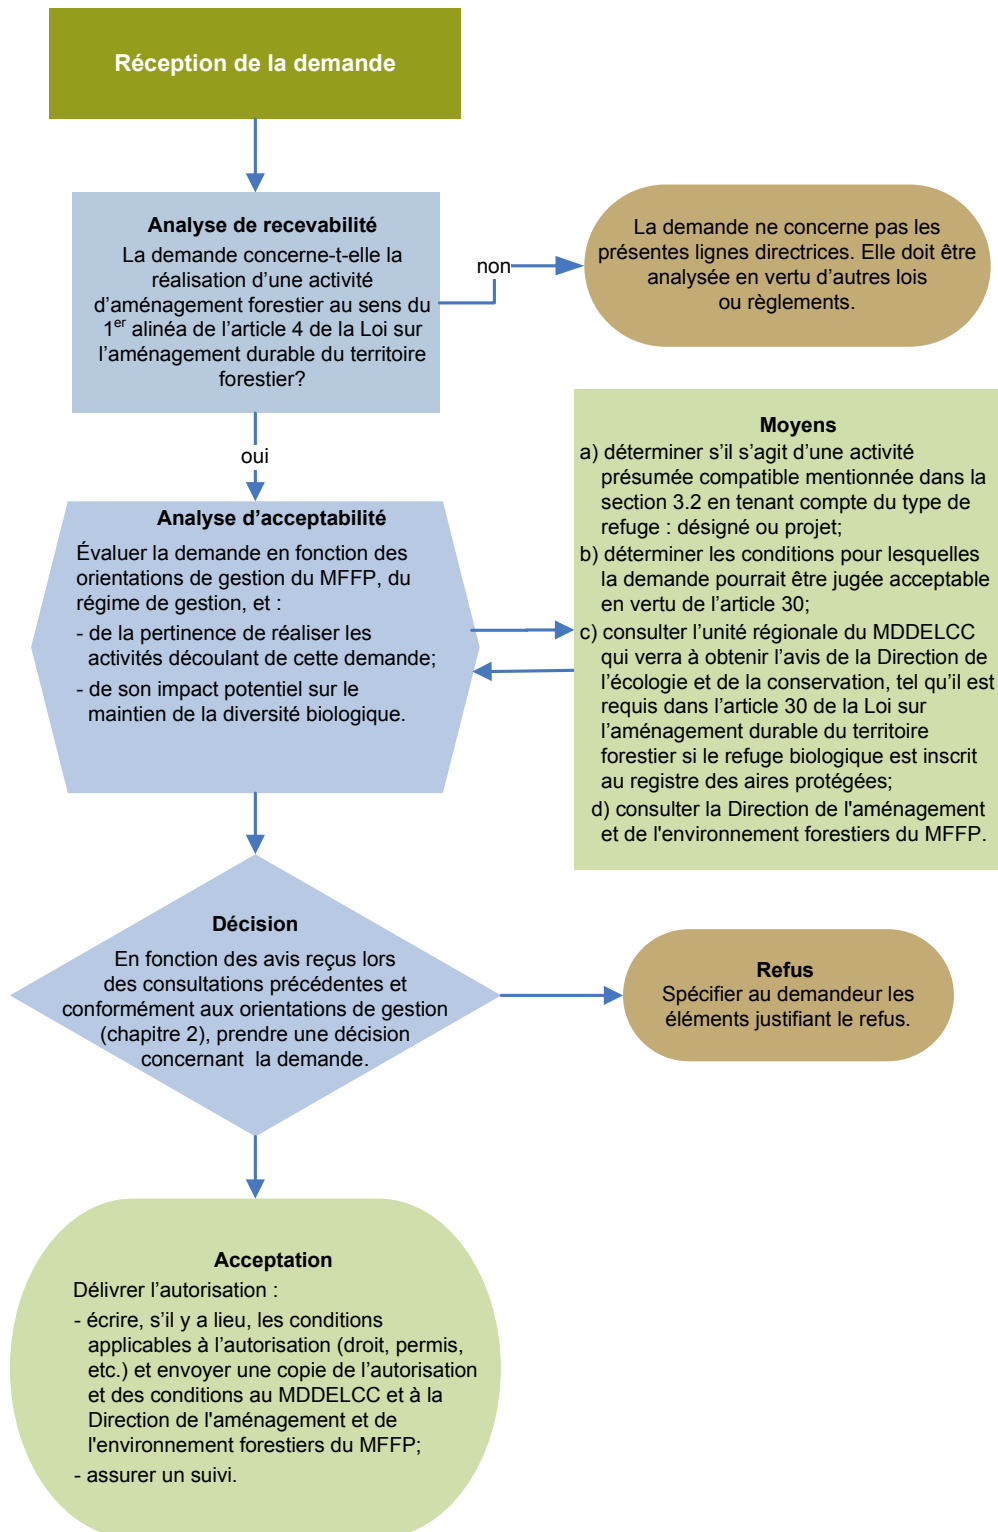 Réception de la demande
Analyse de recevabilité
La demande concerne-t-elle la
réalisation d’une activité
d’aménagement forestier au sens du
1er alinéa de l’article 4 de la Loi sur
l’aménagement durable du territoire
forestier?
non
La demande ne concerne pas les
présentes lignes directrices. Elle doit être
analysée en vertu d’autres lois
ou règlements.
oui
Analyse d’acceptabilité
Évaluer la demande en fonction des
orientations de gestion du MFFP, du
régime de gestion, et :
- de la pertinence de réaliser les
activités découlant de cette demande;
- de son impact potentiel sur le
maintien de la diversité biologique.
Moyens
a) déterminer s’il s’agit d’une activité
présumée compatible mentionnée dans la
section 3.2 en tenant compte du type de
refuge : désigné ou projet;
b) déterminer les conditions pour lesquelles
la demande pourrait être jugée acceptable
en vertu de l’article 30;
c) consulter l’unité régionale du MDDELCC
qui verra à obtenir l’avis de la Direction de
l’écologie et de la conservation, tel qu’il est
requis dans l’article 30 de la Loi sur
l’aménagement durable du territoire
forestier si le refuge biologique est inscrit
au registre des aires protégées;
d) consulter la Direction de l'aménagement
et de l'environnement forestiers du MFFP.
Décision
En fonction des avis reçus lors
des consultations précédentes et
conformément aux orientations de gestion
(chapitre 2), prendre une décision
concernant la demande.
Refus
Spécifier au demandeur les
éléments justifiant le refus.
Acceptation
Délivrer l’autorisation :
- écrire, s’il y a lieu, les conditions
applicables à l’autorisation (droit, permis,
etc.) et envoyer une copie de l’autorisation
et des conditions au MDDELCC et à la
Direction de l'aménagement et de
l'environnement forestiers du MFFP;
- assurer un suivi.